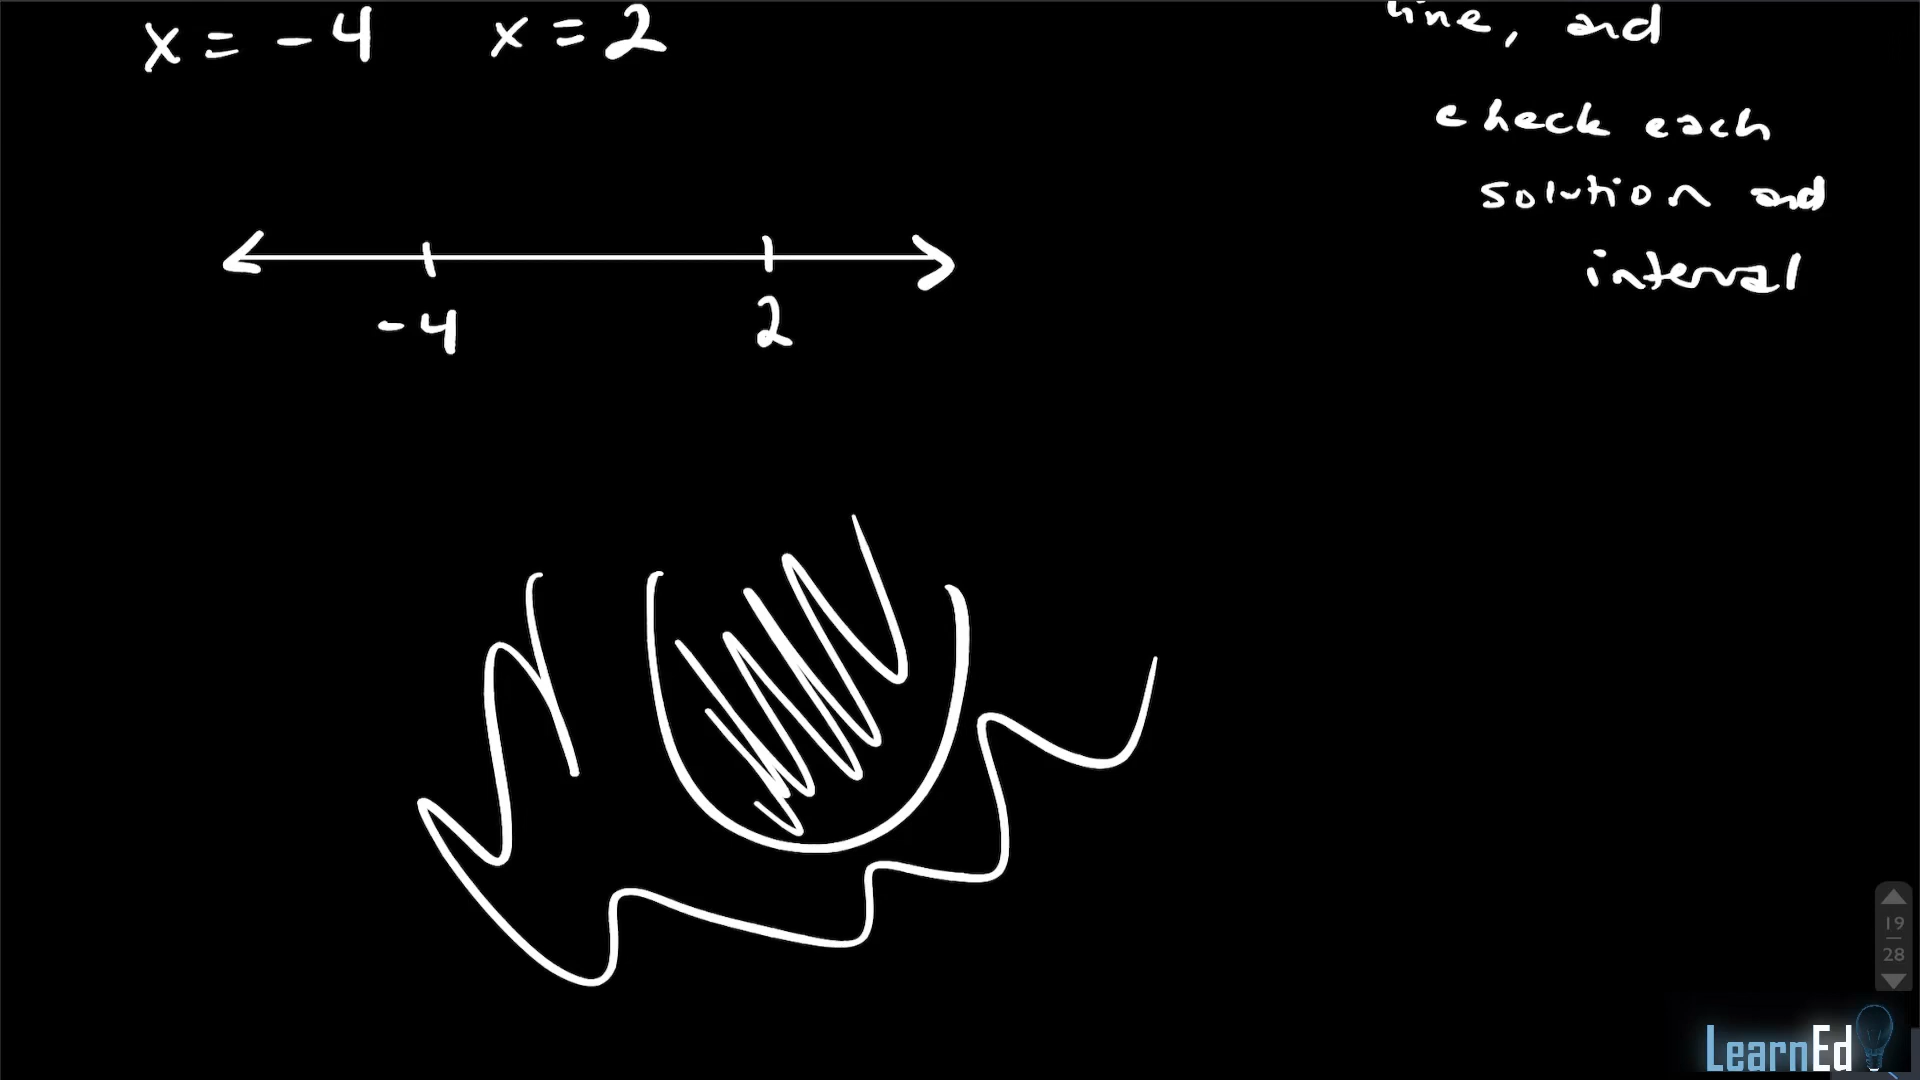 x = -4 x = 2
line, and
check each
solution and
interval
-4 2
19
28
LearnEd